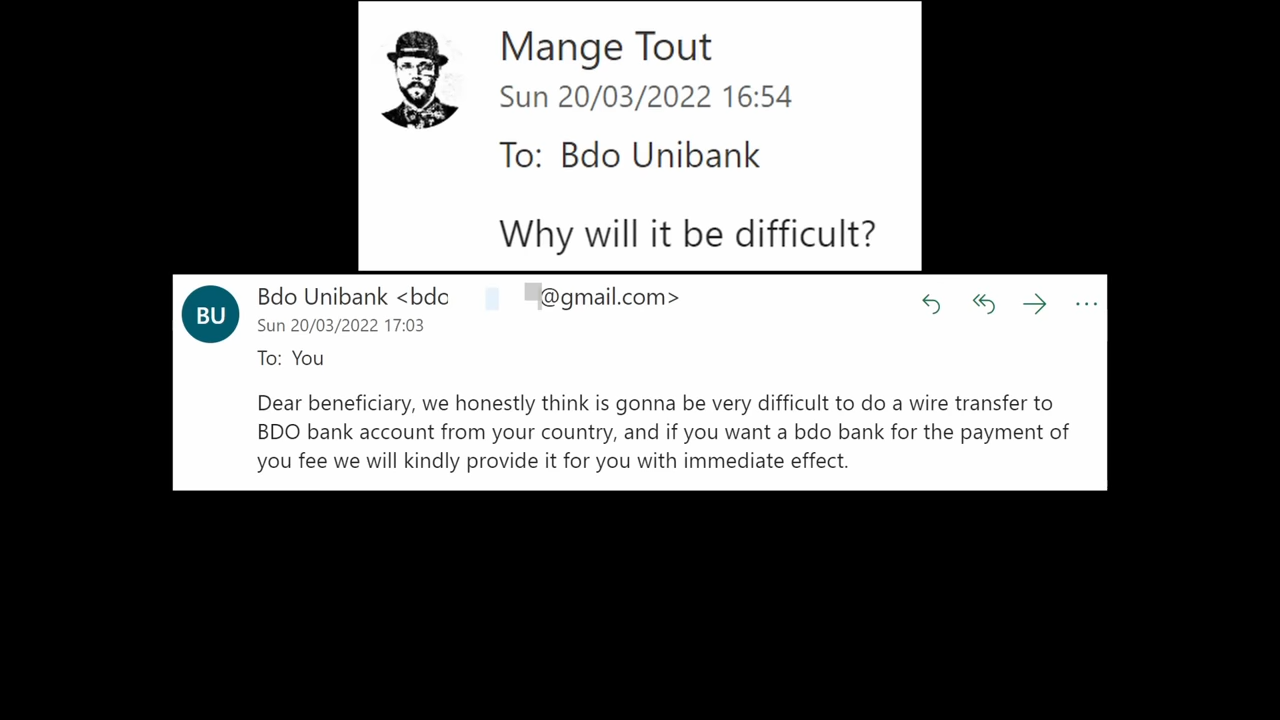 Mange Tout
Sun 20/03/2022 16:54
To: Bdo Unibank
Why will it be difficult?
BU
Bdo Unibank <bdo @gmail.com>
Sun 20/03/2022 17:03
To: You
Dear beneficiary, we honestly think is gonna be very difficult to do a wire transfer to
BDO bank account from your country, and if you want a bdo bank for the payment of
you fee we will kindly provide it for you with immediate effect.